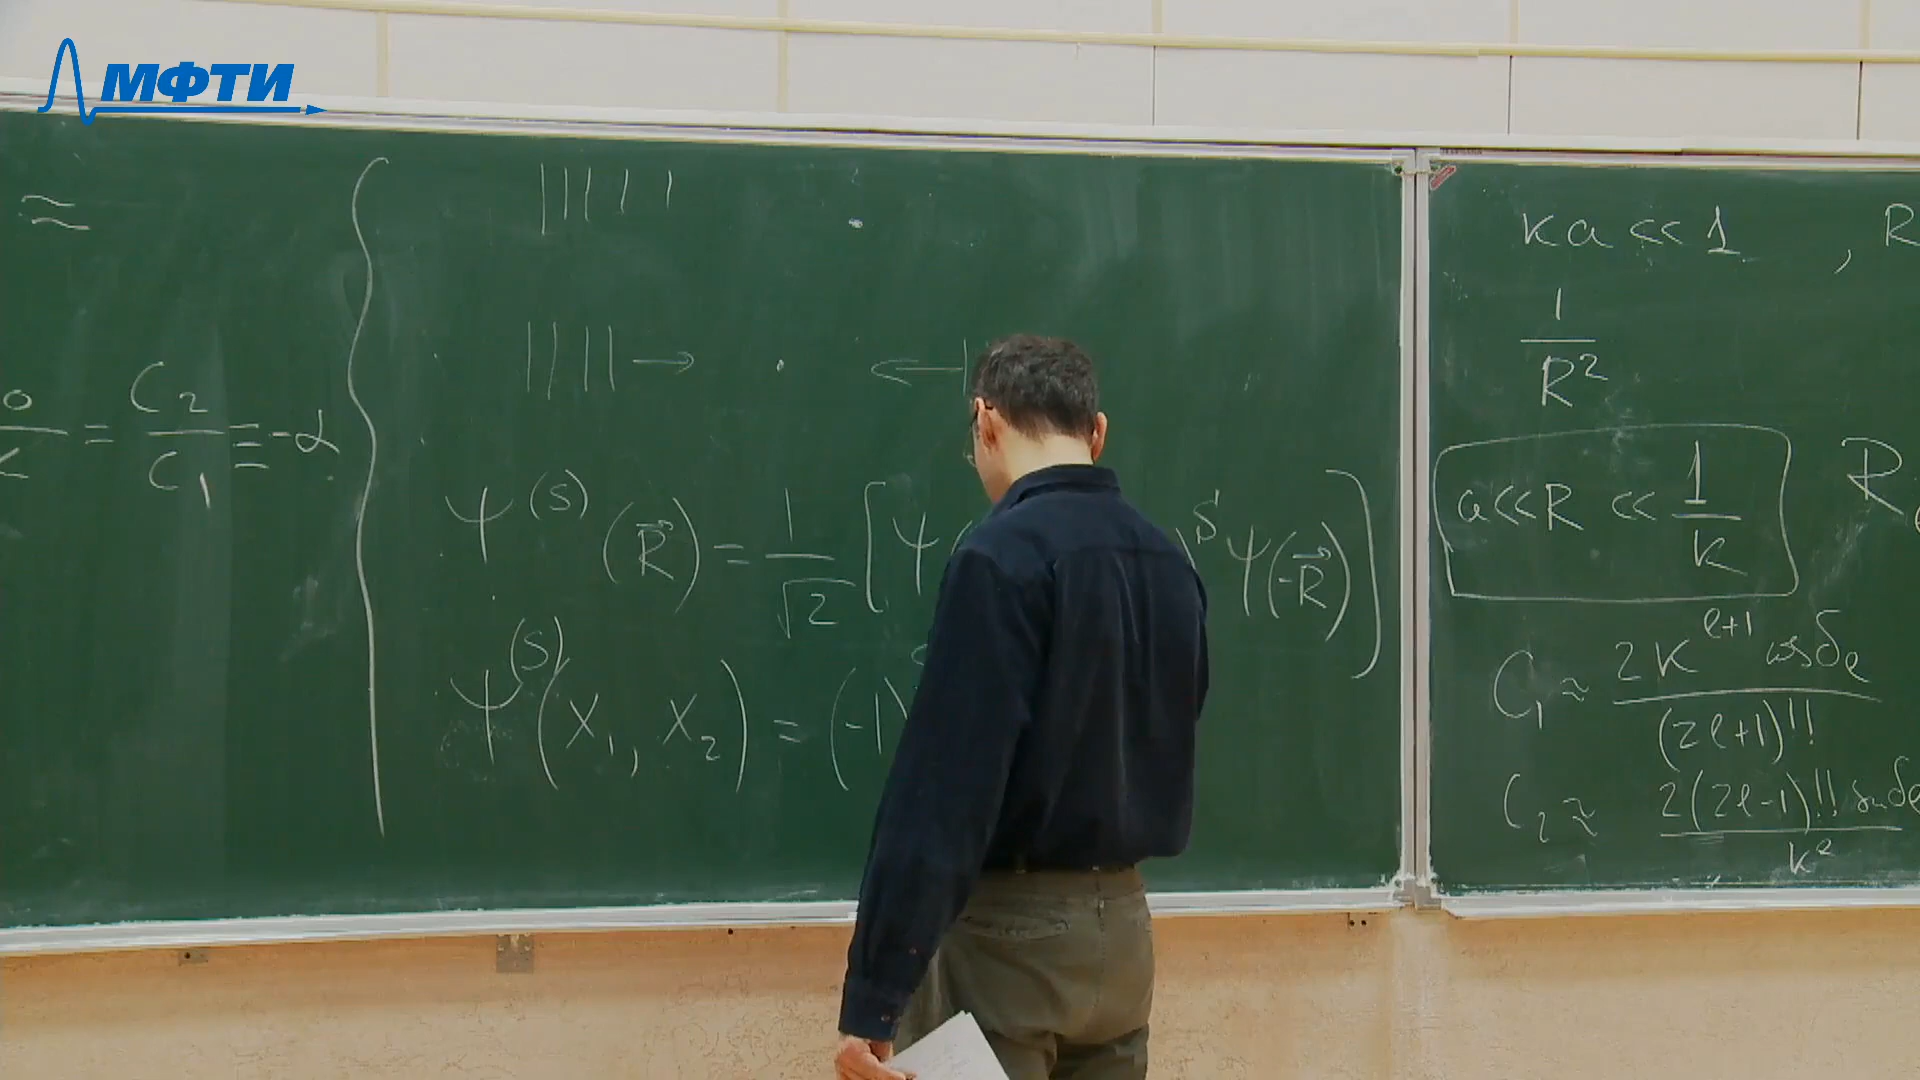 МФТИ
≈
= C₂/C₁ ≡ -α
ψ^(S) (R⃗) = 1/√2 [ψ( )^S ψ(-R⃗)]
ψ^(S) (x₁, x₂) = (-1)
ka << 1 , R
1/R²
a << R << 1/k
R
C₁ ≈ 2k^(ℓ+1) cos δ_ℓ / (2ℓ+1)!!
C₂ ≈ 2(2ℓ-1)!! sin δ_ℓ / k^ℓ